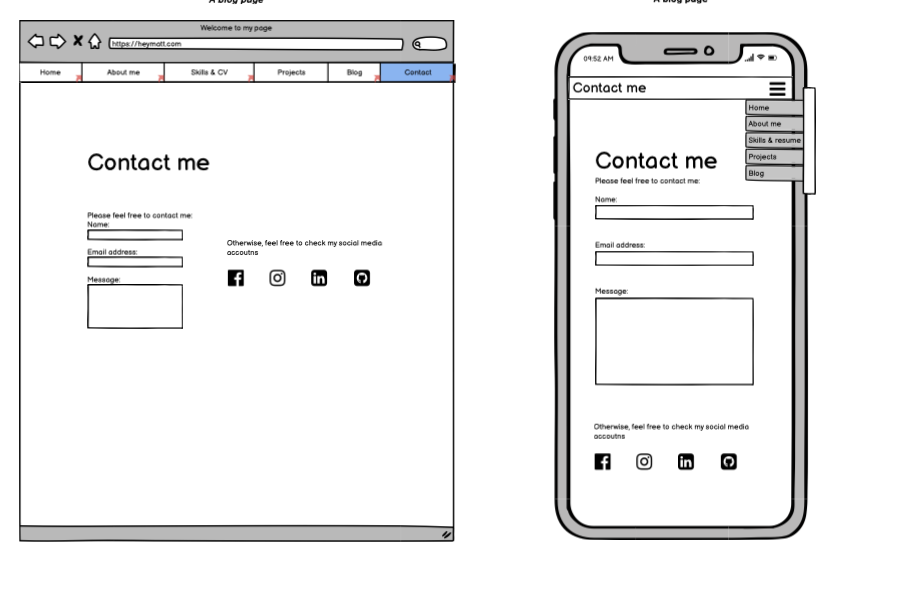 A blog page
Welcome to my page
https://heymott.com
Home
About me
Skills & CV
Projects
Blog
Contact
Contact me
Please feel free to contact me:
Name:
Email address:
Message:
Otherwise, feel free to check my social media
accoutns
A blog page
09:52 AM
Contact me
Home
About me
Skills & resume
Projects
Blog
Contact me
Please feel free to contact me:
Name:
Email address:
Message:
Otherwise, feel free to check my social media
accoutns